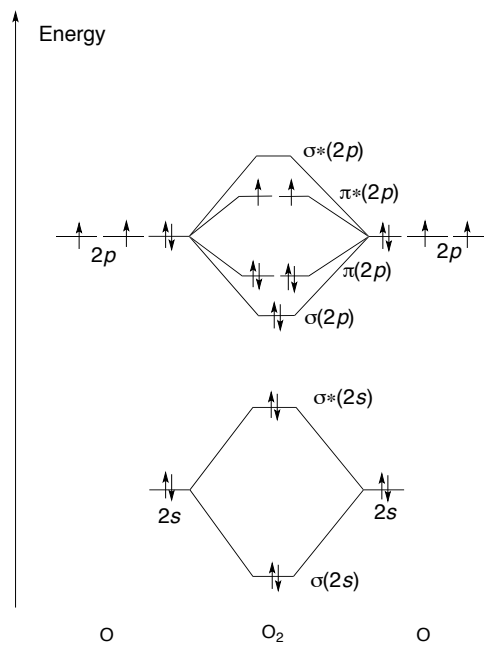 Energy
σ*(2p)
π*(2p)
2p
2p
π(2p)
σ(2p)
σ*(2s)
2s
2s
σ(2s)
O
O₂
O